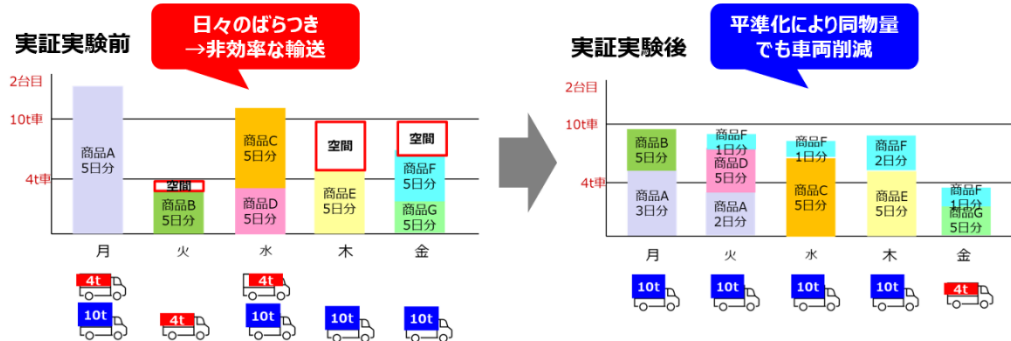 実証実験前
日々のばらつき
→非効率な輸送
2台目
10t車
4t車
商品A
5日分
空間
商品B
5日分
商品C
5日分
商品D
5日分
空間
商品E
5日分
空間
商品F
5日分
商品G
5日分
月
火
水
木
金
4t
10t
4t
4t
10t
10t
10t
実証実験後
平準化により同物量
でも車両削減
2台目
10t車
4t車
商品B
5日分
商品A
3日分
商品F
1日分
商品D
5日分
商品A
2日分
商品F
1日分
商品C
5日分
商品F
2日分
商品E
5日分
商品F
1日分
商品G
5日分
月
火
水
木
金
10t
10t
10t
10t
4t